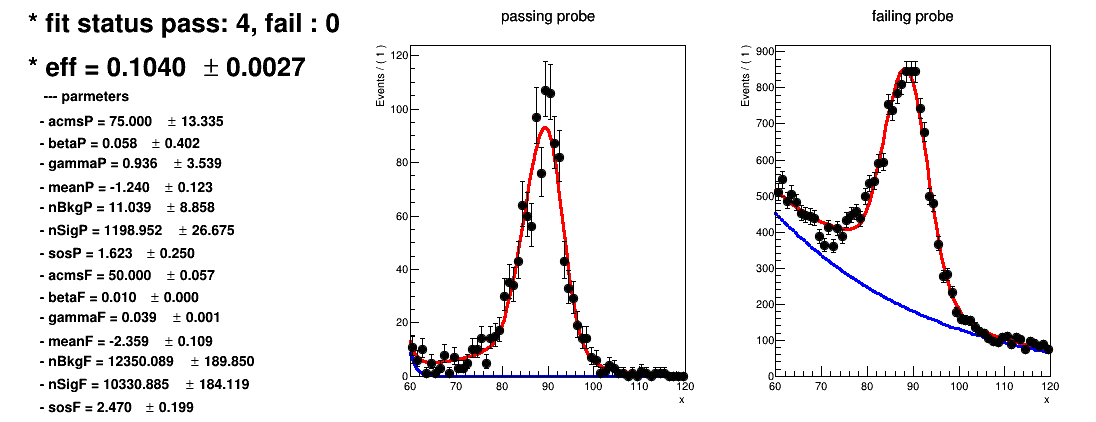 * fit status pass: 4, fail : 0
* eff = 0.1040 ± 0.0027
--- parmeters
- acmsP = 75.000 ± 13.335
- betaP = 0.058 ± 0.402
- gammaP = 0.936 ± 3.539
- meanP = -1.240 ± 0.123
- nBkgP = 11.039 ± 8.858
- nSigP = 1198.952 ± 26.675
- sosP = 1.623 ± 0.250
- acmsF = 50.000 ± 0.057
- betaF = 0.010 ± 0.000
- gammaF = 0.039 ± 0.001
- meanF = -2.359 ± 0.109
- nBkgF = 12350.089 ± 189.850
- nSigF = 10330.885 ± 184.119
- sosF = 2.470 ± 0.199
passing probe
Events / ( 1 )
120
100
80
60
40
20
0
60 70 80 90 100 110 120
x
failing probe
Events / ( 1 )
900
800
700
600
500
400
300
200
100
0
60 70 80 90 100 110 120
x